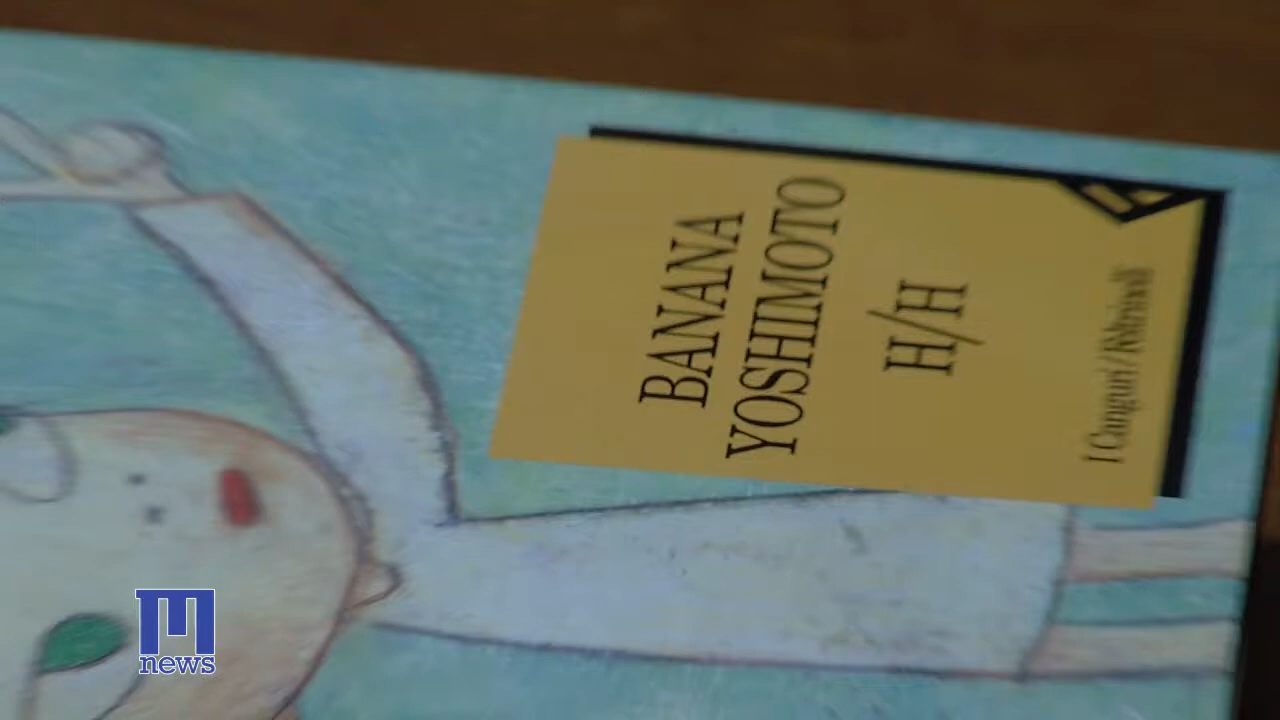 BANANA
YOSHIMOTO
H/H
I Canguri / Feltrinelli
M
news